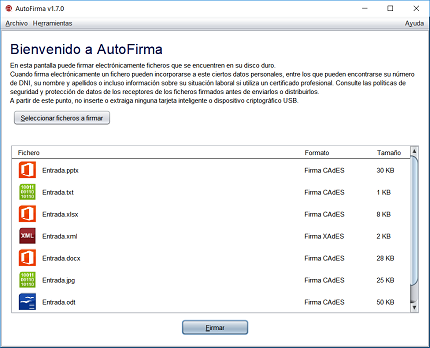 AutoFirma v1.7.0
Archivo Herramientas Ayuda
Bienvenido a AutoFirma
En esta pantalla puede firmar electrónicamente ficheros que se encuentren en su disco duro.
Cuando firma electrónicamente un fichero pueden incorporarse a este ciertos datos personales, entre los que pueden encontrarse su número
de DNI, su nombre y apellidos o incluso información sobre su situación laboral si utiliza un certificado profesional. Consulte las políticas de
seguridad y protección de datos de los receptores de los ficheros firmados antes de enviarlos o distribuirlos.
A partir de este punto, no inserte o extraiga ninguna tarjeta inteligente o dispositivo criptográfico USB.
Seleccionar ficheros a firmar
Fichero Formato Tamaño
Entrada.pptx Firma CAdES 30 KB
10011 00110 10110 Entrada.txt Firma CAdES 1 KB
Entrada.xlsx Firma CAdES 8 KB
XML Entrada.xml Firma XAdES 2 KB
Entrada.docx Firma CAdES 28 KB
10011 00110 10110 Entrada.jpg Firma CAdES 25 KB
Entrada.odt Firma CAdES 50 KB
Firmar